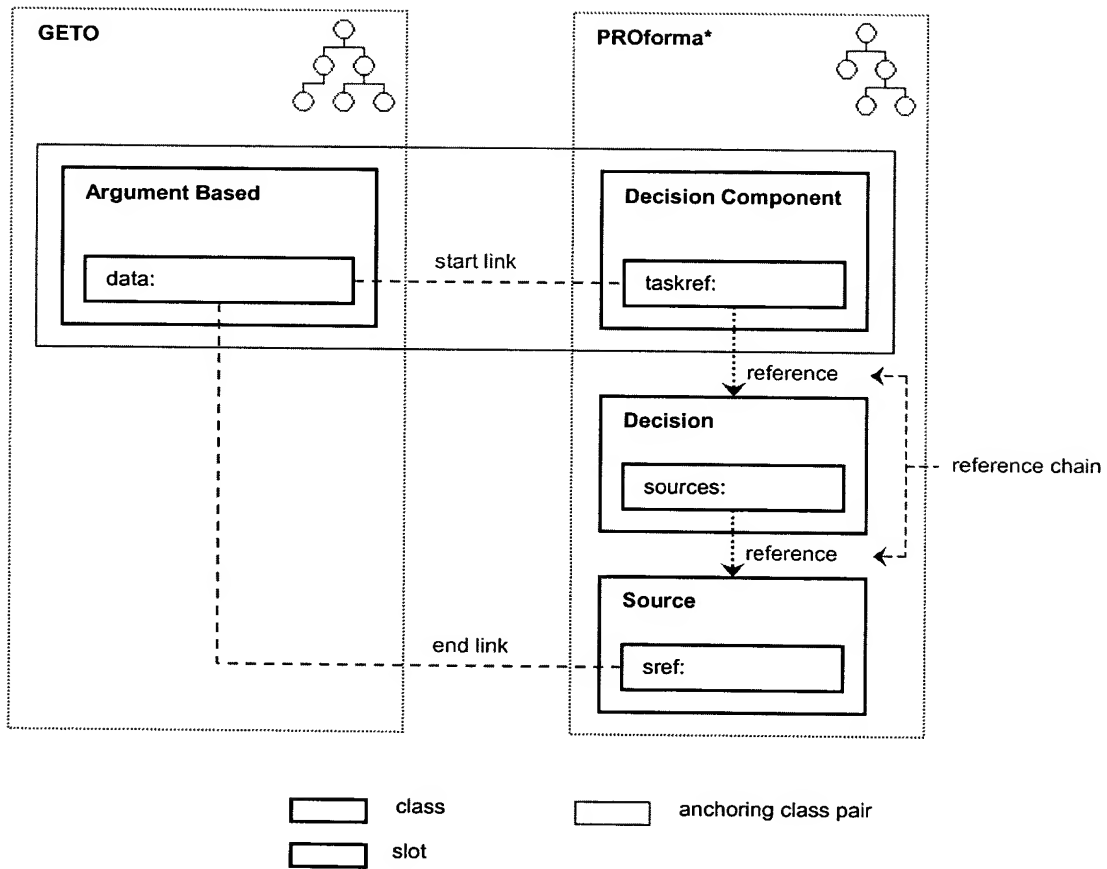 GETO
PROforma*
Argument Based
Decision Component
data:
start link
taskref:
reference
Decision
reference chain
sources:
reference
Source
end link
sref:
class
anchoring class pair
slot